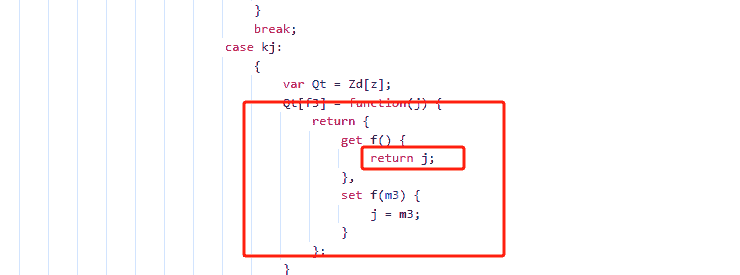 }
break;
case kj:
{
var Qt = Zd[z];
Qt[f3] = function(j) {
return {
get f() {
return j;
},
set f(m3) {
j = m3;
}
};
}